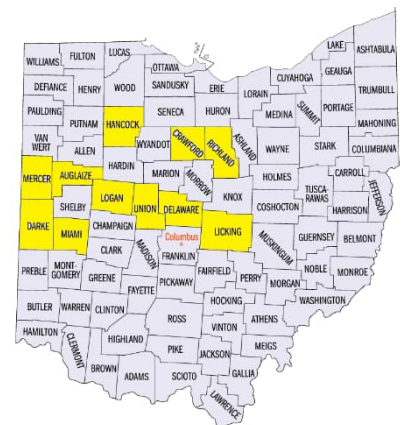 WILLIAMS
FULTON
LUCAS
OTTAWA
LAKE
ASHTABULA
GEAUGA
CUYAHOGA
DEFIANCE
HENRY
WOOD
SANDUSKY
ERIE
LORAIN
TRUMBULL
PAULDING
PUTNAM
HANCOCK
SENECA
HURON
MEDINA
SUMMIT
PORTAGE
MAHONING
VAN
WERT
ALLEN
WYANDOT
CRAWFORD
RICHLAND
ASHLAND
WAYNE
STARK
COLUMBIANA
MERCER
AUGLAIZE
HARDIN
MARION
MORROW
HOLMES
CARROLL
JEFFERSON
TUSCA-
RAWAS
HARRISON
SHELBY
LOGAN
UNION
DELAWARE
KNOX
COSHOCTON
DARKE
MIAMI
CHAMPAIGN
LICKING
GUERNSEY
BELMONT
Columbus
FRANKLIN
MUSKINGUM
CLARK
MADISON
PREBLE
MONT-
GOMERY
GREENE
FAYETTE
PICKAWAY
FAIRFIELD
PERRY
MORGAN
NOBLE
MONROE
WASHINGTON
BUTLER
WARREN
CLINTON
ROSS
HOCKING
ATHENS
HAMILTON
CLERMONT
HIGHLAND
VINTON
MEIGS
BROWN
ADAMS
PIKE
SCIOTO
JACKSON
GALLIA
LAWRENCE